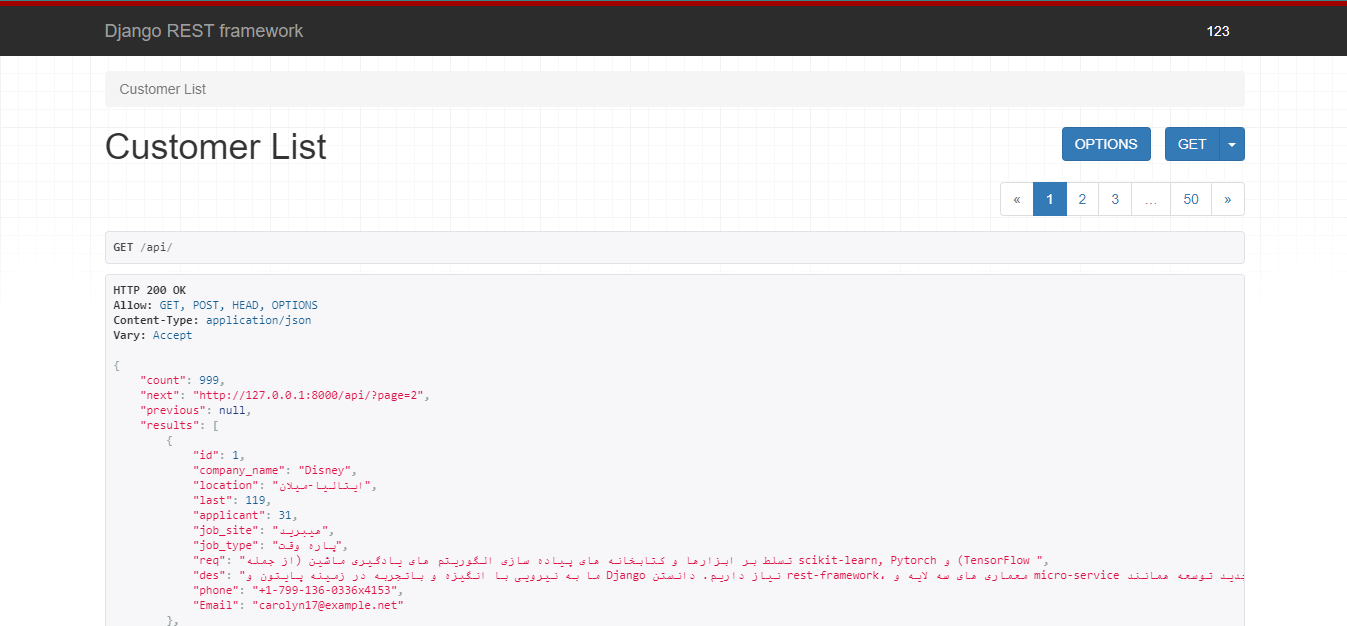 Django REST framework
123
Customer List
Customer List
OPTIONS
GET
« 1 2 3 … 50 »
GET /api/
HTTP 200 OK
Allow: GET, POST, HEAD, OPTIONS
Content-Type: application/json
Vary: Accept
{
"count": 999,
"next": "http://127.0.0.1:8000/api/?page=2",
"previous": null,
"results": [
{
"id": 1,
"company_name": "Disney",
"location": "ایتالیا-میلان",
"last": 119,
"applicant": 31,
"job_site": "هیبرید",
"job_type": "پاره وقت",
"req": "تسلط بر ابزارها و کتابخانه های پیاده سازی الگوریتم های یادگیری ماشین (از جمله scikit-learn, Pytorch و TensorFlow) ",
"des": "ما به نیرویی با انگیزه و باتجربه در زمینه پایتون و Django نیاز داریم. دانستن rest-framework، معماری های سه لایه و micro-service جدید توسعه همانند
"phone": "+1-799-136-0336x4153",
"Email": "carolyn17@example.net"
},